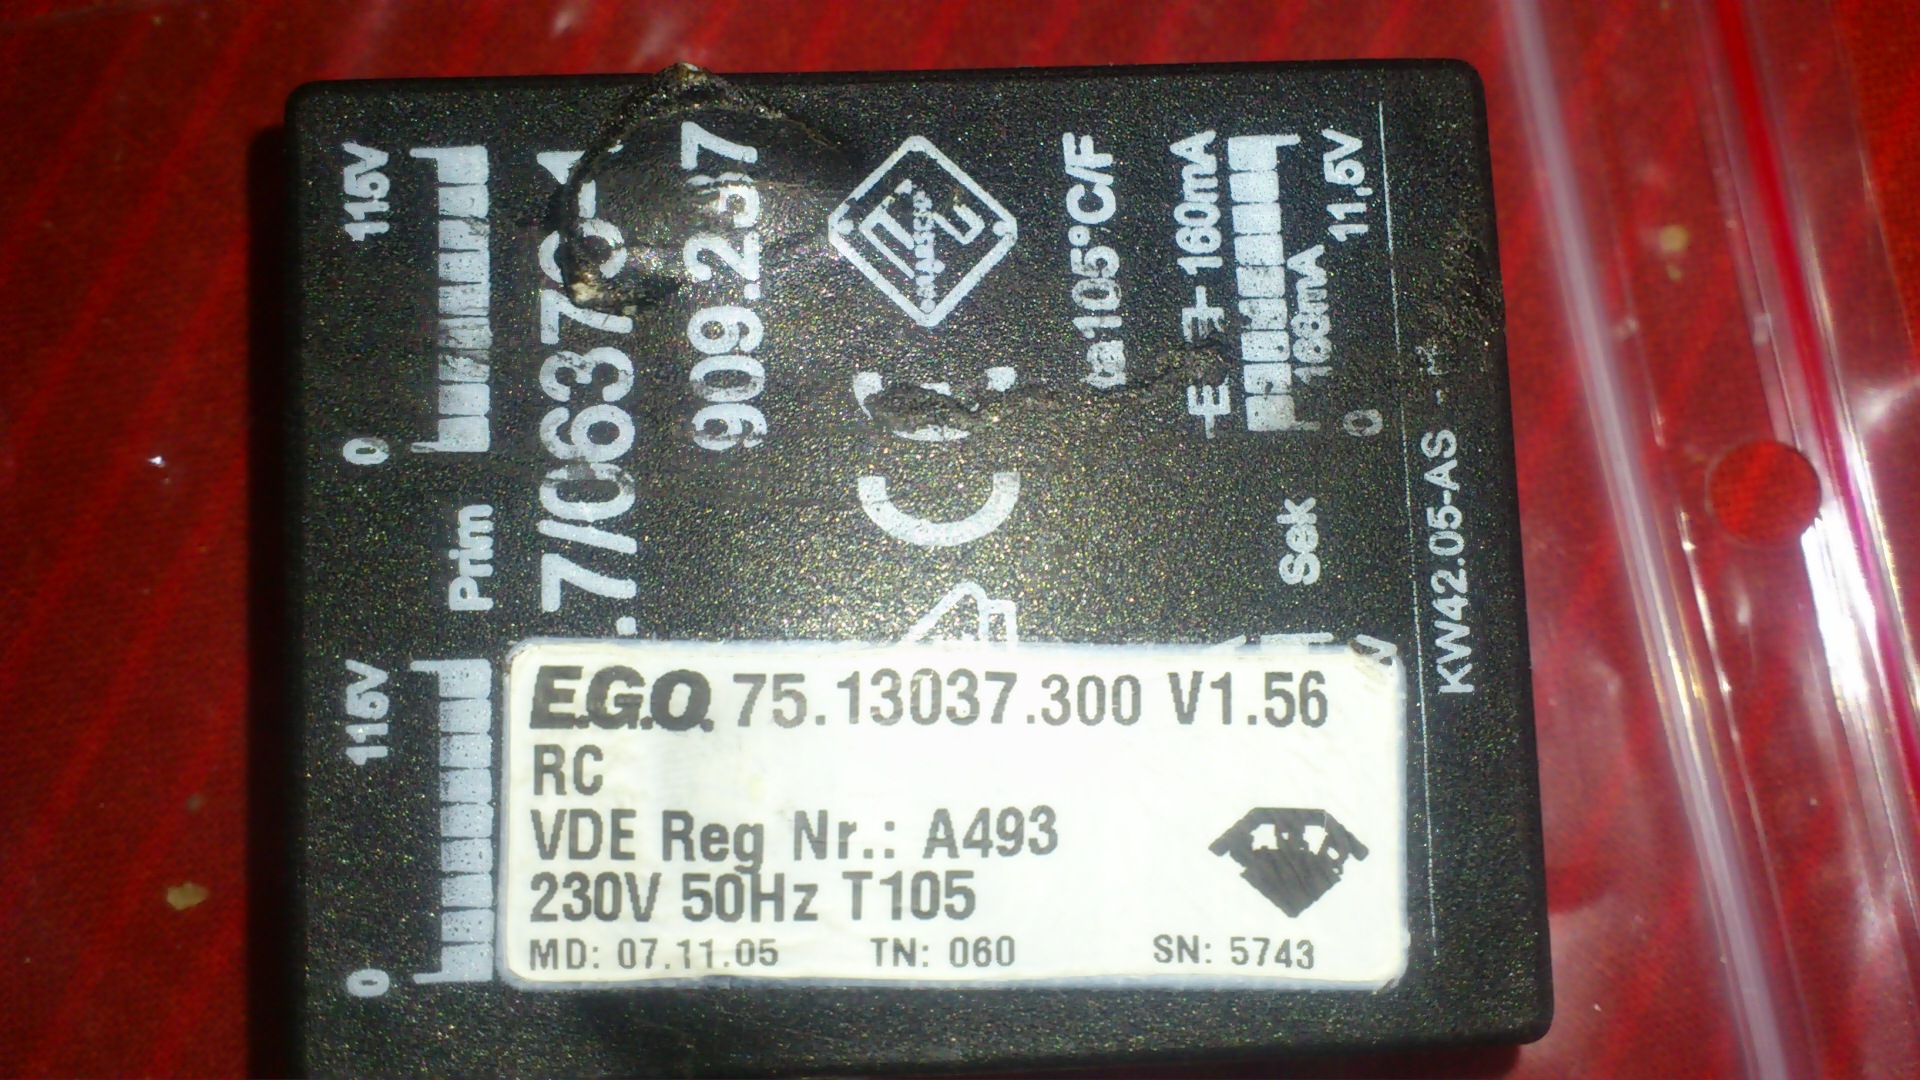 E.G.O. 75.13037.300 V1.56
RC
VDE Reg Nr.: A493
230V 50Hz T105
MD: 07.11.05 TN: 060 SN: 5743
0 115V 0 115V
Prim
909.2
ta105°C/F
160mA
Sek
0 11,5V
KW42.05-AS